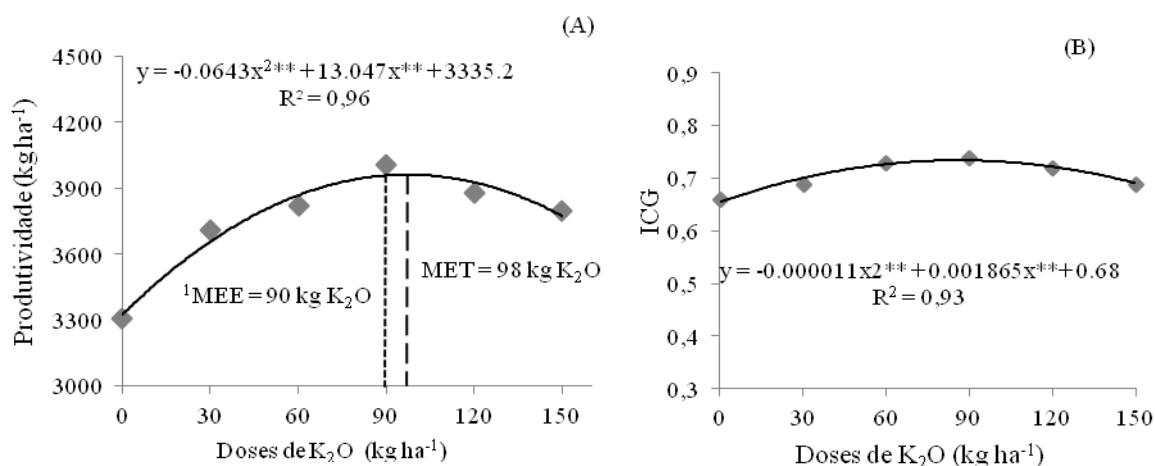 (A)
Produtividade (kg ha⁻¹)
4500
4200
3900
3600
3300
3000
y = -0.0643x²** + 13.047x** + 3335.2
R² = 0,96
¹MEE = 90 kg K₂O
MET = 98 kg K₂O
0 30 60 90 120 150
Doses de K₂O (kg ha⁻¹)
(B)
ICG
0,9
0,8
0,7
0,6
0,5
0,4
0,3
y = -0.000011x2** + 0.001865x** + 0.68
R² = 0,93
0 30 60 90 120 150
Doses de K₂O (kg ha⁻¹)